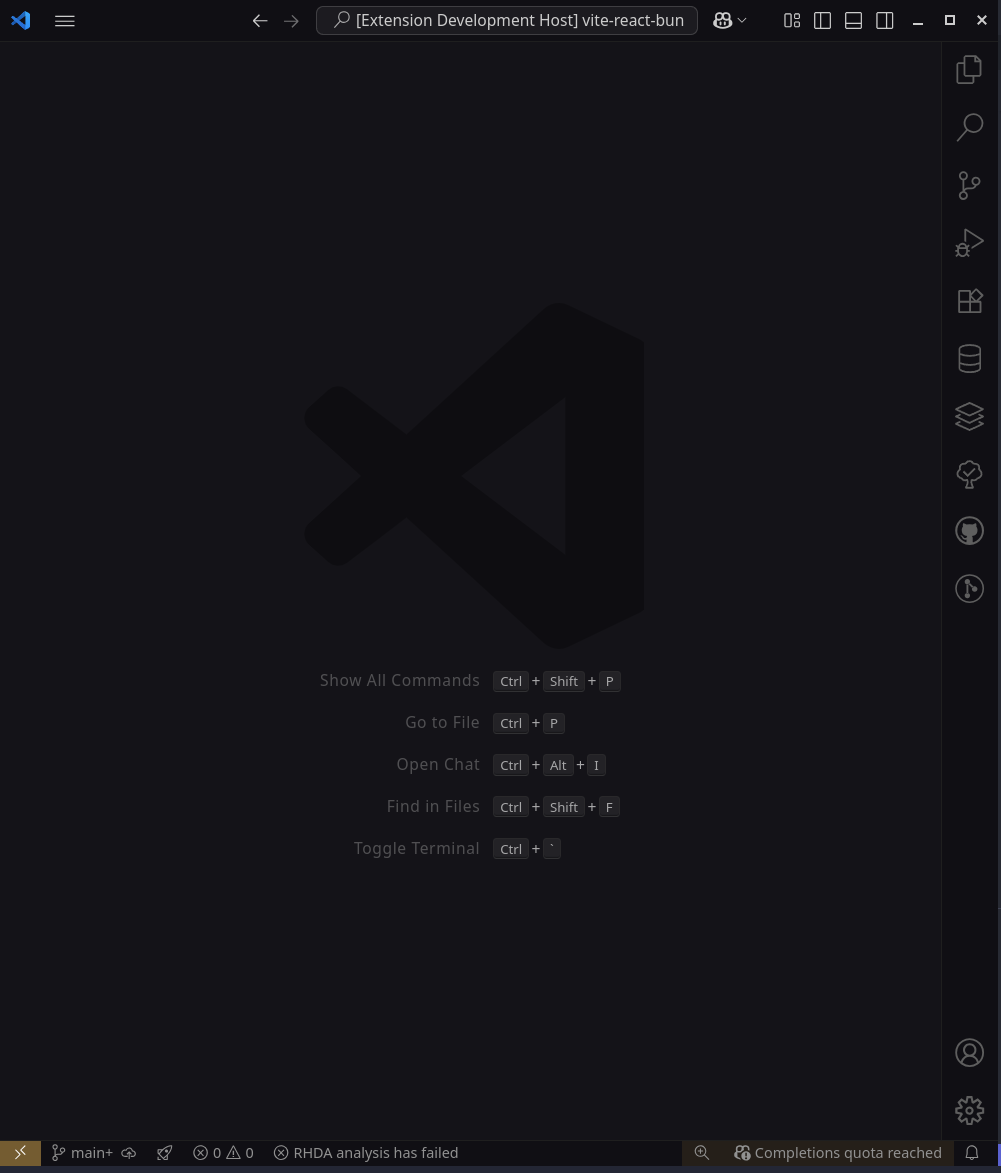 [Extension Development Host] vite-react-bun
Show All Commands Ctrl + Shift + P
Go to File Ctrl + P
Open Chat Ctrl + Alt + I
Find in Files Ctrl + Shift + F
Toggle Terminal Ctrl + `
main+ 0 0 RHDA analysis has failed Completions quota reached